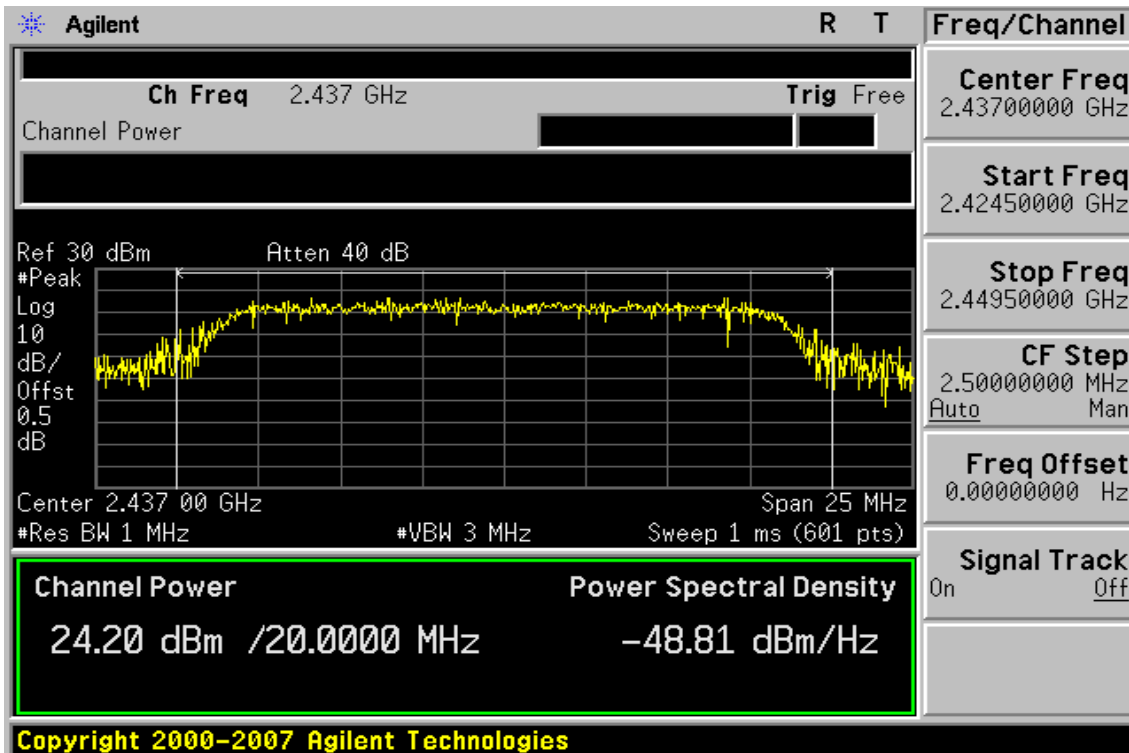 Agilent R T
Ch Freq 2.437 GHz Trig Free
Channel Power
Ref 30 dBm Atten 40 dB
#Peak
Log
10
dB/
Offst
0.5
dB
Center 2.437 00 GHz Span 25 MHz
#Res BW 1 MHz #VBW 3 MHz Sweep 1 ms (601 pts)
Channel Power Power Spectral Density
24.20 dBm /20.0000 MHz -48.81 dBm/Hz
Copyright 2000-2007 Agilent Technologies
Freq/Channel
Center Freq
2.43700000 GHz
Start Freq
2.42450000 GHz
Stop Freq
2.44950000 GHz
CF Step
2.50000000 MHz
Auto Man
Freq Offset
0.00000000 Hz
Signal Track
On Off